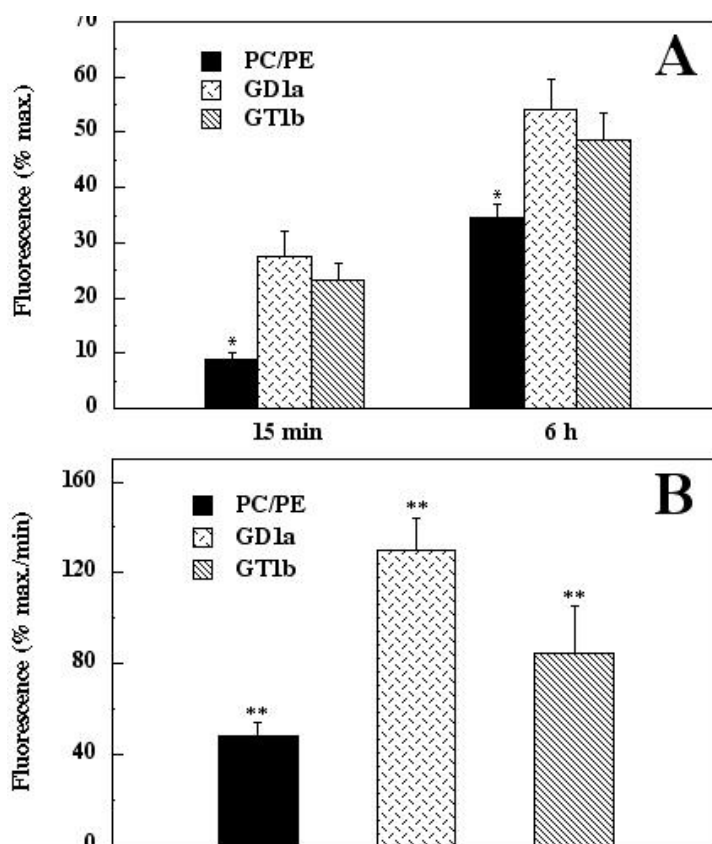 70
60
50
40
30
20
10
0
Fluorescence (% max.)
PC/PE
GD1a
GT1b
A
*
*
15 min
6 h
160
120
80
40
0
Fluorescence (% max./min)
PC/PE
GD1a
GT1b
B
**
**
**